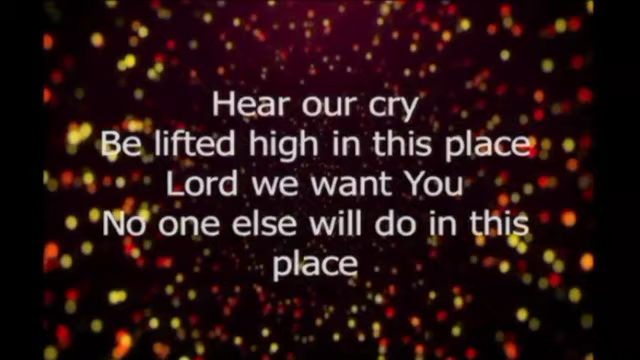 Hear our cry
Be lifted high in this place
Lord we want You
No one else will do in this
place